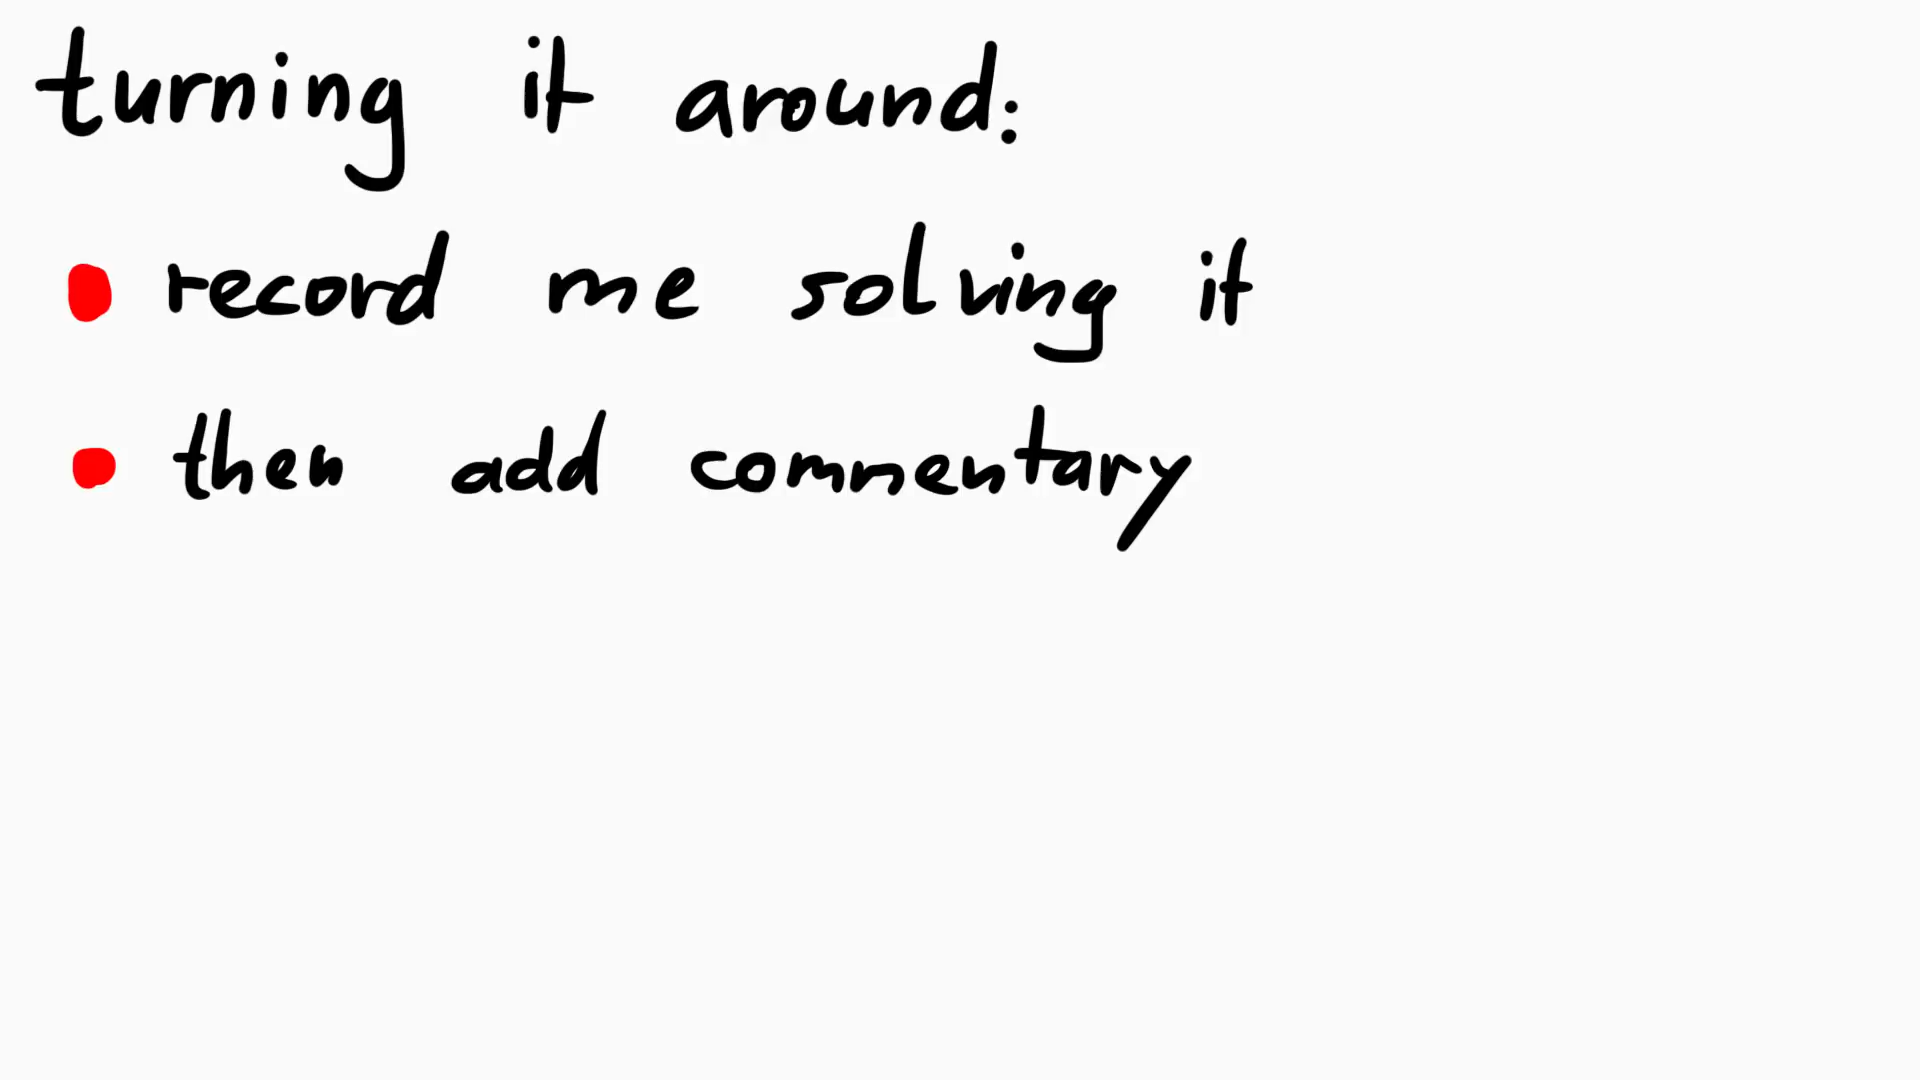 turning it around:
• record me solving it
• then add commentary